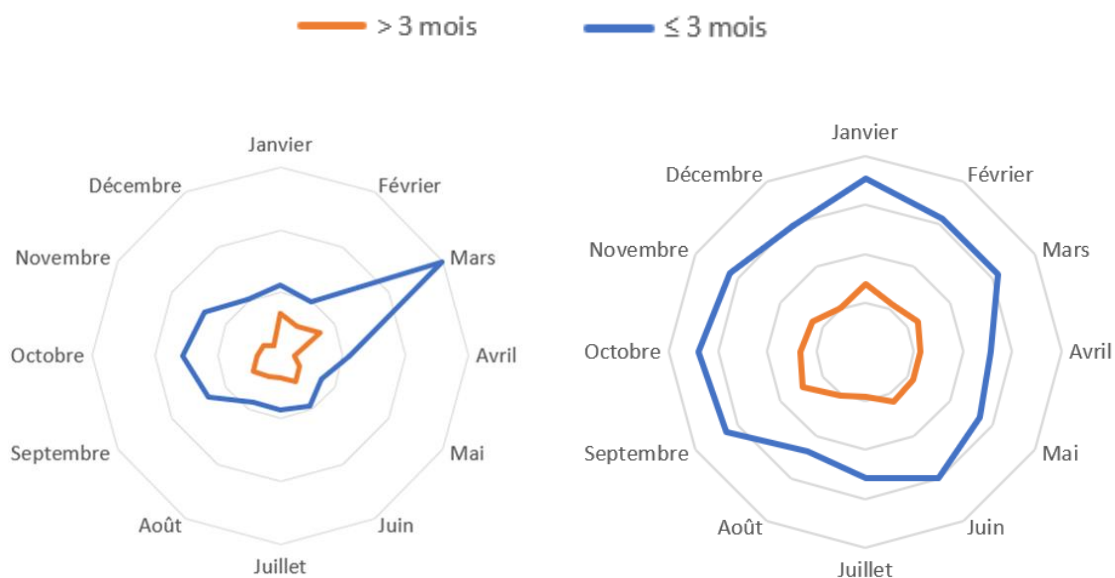 > 3 mois
≤ 3 mois
Janvier
Février
Mars
Avril
Mai
Juin
Juillet
Août
Septembre
Octobre
Novembre
Décembre
Janvier
Février
Mars
Avril
Mai
Juin
Juillet
Août
Septembre
Octobre
Novembre
Décembre